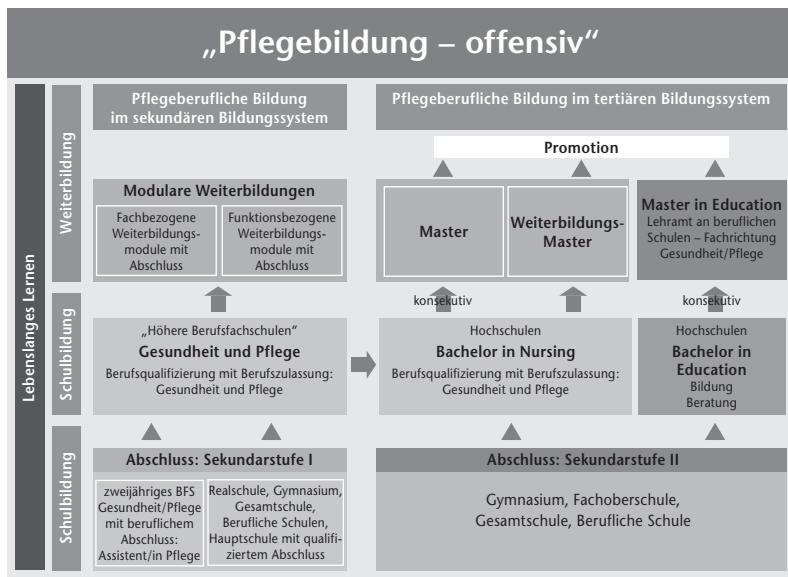 „Pflegebildung – offensiv“
Lebenslanges Lernen
Weiterbildung
Schulbildung
Schulbildung
Pflegeberufliche Bildung
im sekundären Bildungssystem
Pflegeberufliche Bildung im tertiären Bildungssystem
Promotion
Modulare Weiterbildungen
Fachbezogene
Weiterbildungs-
module mit
Abschluss
Funktionsbezogene
Weiterbildungs-
module mit
Abschluss
Master
Weiterbildungs-
Master
Master in Education
Lehramt an beruflichen
Schulen – Fachrichtung
Gesundheit/Pflege
konsekutiv
konsekutiv
„Höhere Berufsfachschulen“
Gesundheit und Pflege
Berufsqualifizierung mit Berufszulassung:
Gesundheit und Pflege
Hochschulen
Bachelor in Nursing
Berufsqualifizierung mit Berufszulassung:
Gesundheit und Pflege
Hochschulen
Bachelor in
Education
Bildung
Beratung
Abschluss: Sekundarstufe I
zweijähriges BFS
Gesundheit/Pflege
mit beruflichem
Abschluss:
Assistent/in Pflege
Realschule, Gymnasium,
Gesamtschule,
Berufliche Schulen,
Hauptschule mit qualifi-
ziertem Abschluss
Abschluss: Sekundarstufe II
Gymnasium, Fachoberschule,
Gesamtschule, Berufliche Schule